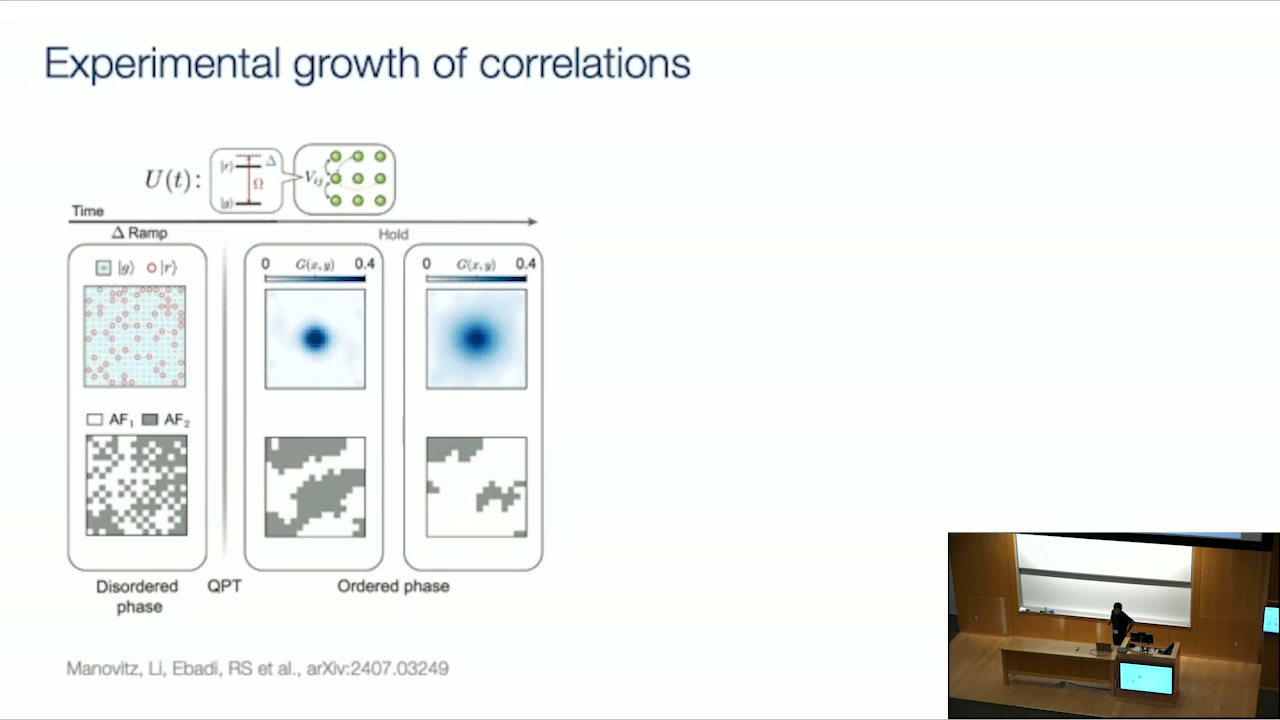 Experimental growth of correlations
U(t):
|r⟩
Δ
Ω
|g⟩
V_ij
Time
Δ Ramp
Hold
|g⟩ |r⟩
0 G(x,y) 0.4
0 G(x,y) 0.4
AF₁ AF₂
Disordered phase
QPT
Ordered phase
Manovitz, Li, Ebadi, RS et al., arXiv:2407.03249